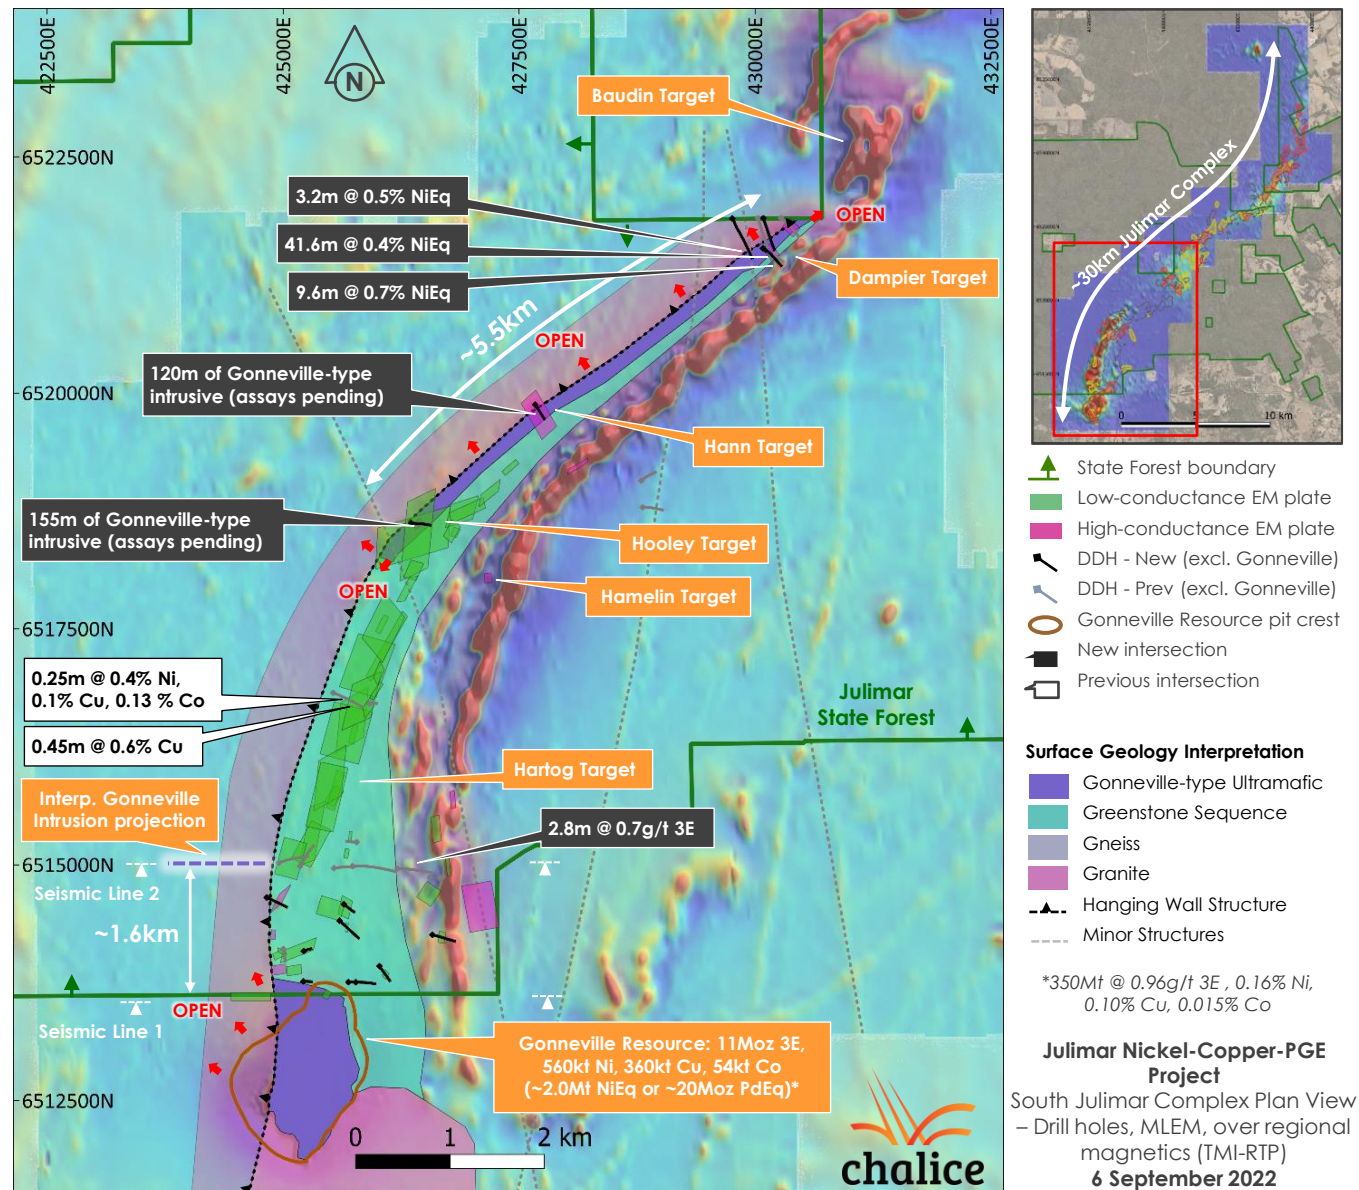 422500E
425000E
427500E
430000E
432500E
N
Baudin Target
6522500N
3.2m @ 0.5% NiEq
OPEN
41.6m @ 0.4% NiEq
Dampier Target
9.6m @ 0.7% NiEq
~5.5km
OPEN
120m of Gonneville-type
intrusive (assays pending)
6520000N
Hann Target
155m of Gonneville-type
intrusive (assays pending)
Hooley Target
OPEN
Hamelin Target
6517500N
0.25m @ 0.4% Ni,
0.1% Cu, 0.13 % Co
Julimar
State Forest
0.45m @ 0.6% Cu
Hartog Target
Interp. Gonneville
Intrusion projection
2.8m @ 0.7g/t 3E
6515000N
Seismic Line 2
~1.6km
OPEN
Seismic Line 1
Gonneville Resource: 11Moz 3E,
560kt Ni, 360kt Cu, 54kt Co
(~2.0Mt NiEq or ~20Moz PdEq)*
6512500N
0 1 2 km
chalice
~30km Julimar Complex
0 5 10 km
State Forest boundary
Low-conductance EM plate
High-conductance EM plate
DDH - New (excl. Gonneville)
DDH - Prev (excl. Gonneville)
Gonneville Resource pit crest
New intersection
Previous intersection
Surface Geology Interpretation
Gonneville-type Ultramafic
Greenstone Sequence
Gneiss
Granite
Hanging Wall Structure
Minor Structures
*350Mt @ 0.96g/t 3E , 0.16% Ni,
0.10% Cu, 0.015% Co
Julimar Nickel-Copper-PGE
Project
South Julimar Complex Plan View
– Drill holes, MLEM, over regional
magnetics (TMI-RTP)
6 September 2022